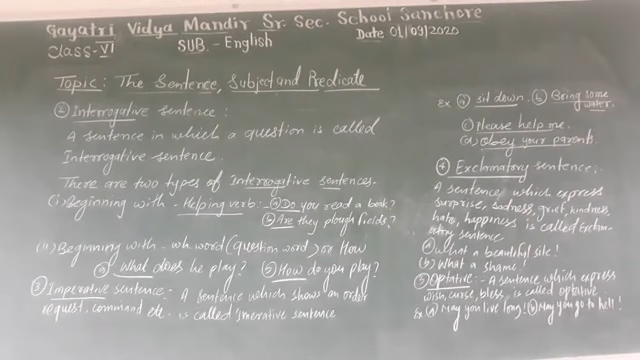 Gayatri Vidya Mandir Sr. Sec. School Sanchore
Class-VI SUB. - English Date 01/09/2020
Topic: The Sentence, Subject and Predicate
② Interrogative sentence:
A sentence in which a question is called
Interrogative sentence.
There are two types of Interrogative sentences.
(i) Beginning with - Helping verb: - ⓐ Do you read a book?
ⓑ Are they plough fields?
(ii) Beginning with - wh word (question word) or How
ⓐ What does he play? ⓑ How do you play?
③ Imperative sentence: - A sentence which shows an order
request, command etc. is called Imerative sentence
Ex ⓐ sit down. ⓑ Bring some
water.
ⓒ Please help me.
ⓓ obey your parents.
④ Exclamatory sentence:.
A sentence which express
surprise, sadness, grief, kindness,
hate, happiness is called Exclam-
atory sentence
ⓐ What a beautiful site!
(b) What a shame!
⑤ Optative: - A sentence which express
wish, curse, bless, is called optative.
Ex ⓐ May you live long! ⓑ May you go to hell!